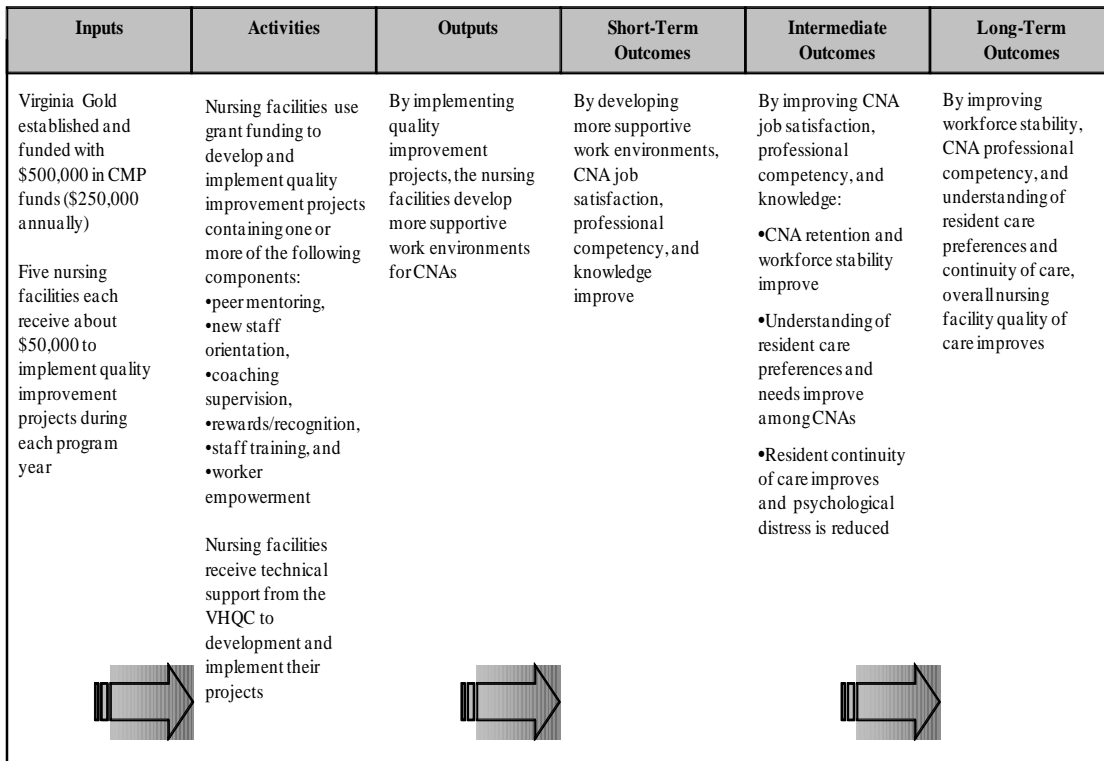 Inputs
Activities
Outputs
Short-Term
Outcomes
Intermediate
Outcomes
Long-Term
Outcomes
Virginia Gold
established and
funded with
$500,000 in CMP
funds ($250,000
annually)
Five nursing
facilities each
receive about
$50,000 to
implement quality
improvement
projects during
each program
year
Nursing facilities use
grant funding to
develop and
implement quality
improvement projects
containing one or
more of the following
components:
•peer mentoring,
•new staff
orientation,
•coaching
supervision,
•rewards/recognition,
•staff training, and
•worker
empowerment
Nursing facilities
receive technical
support from the
VHQC to
development and
implement their
projects
By implementing
quality
improvement
projects, the nursing
facilities develop
more supportive
work environments
for CNAs
By developing
more supportive
work environments,
CNA job
satisfaction,
professional
competency, and
knowledge
improve
By improving CNA
job satisfaction,
professional
competency, and
knowledge:
•CNA retention and
workforce stability
improve
•Understanding of
resident care
preferences and
needs improve
among CNAs
•Resident continuity
of care improves
and psychological
distress is reduced
By improving
workforce stability,
CNA professional
competency, and
understanding of
resident care
preferences and
continuity of care,
overall nursing
facility quality of
care improves